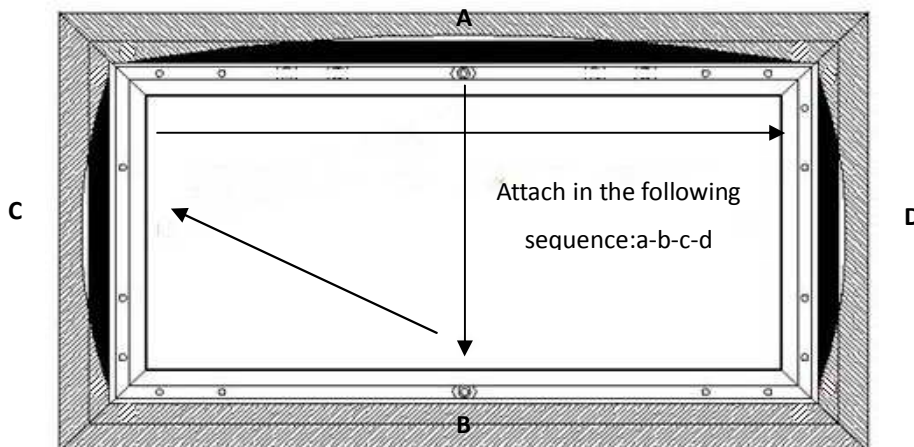 A
C
D
Attach in the following
sequence:a-b-c-d
B